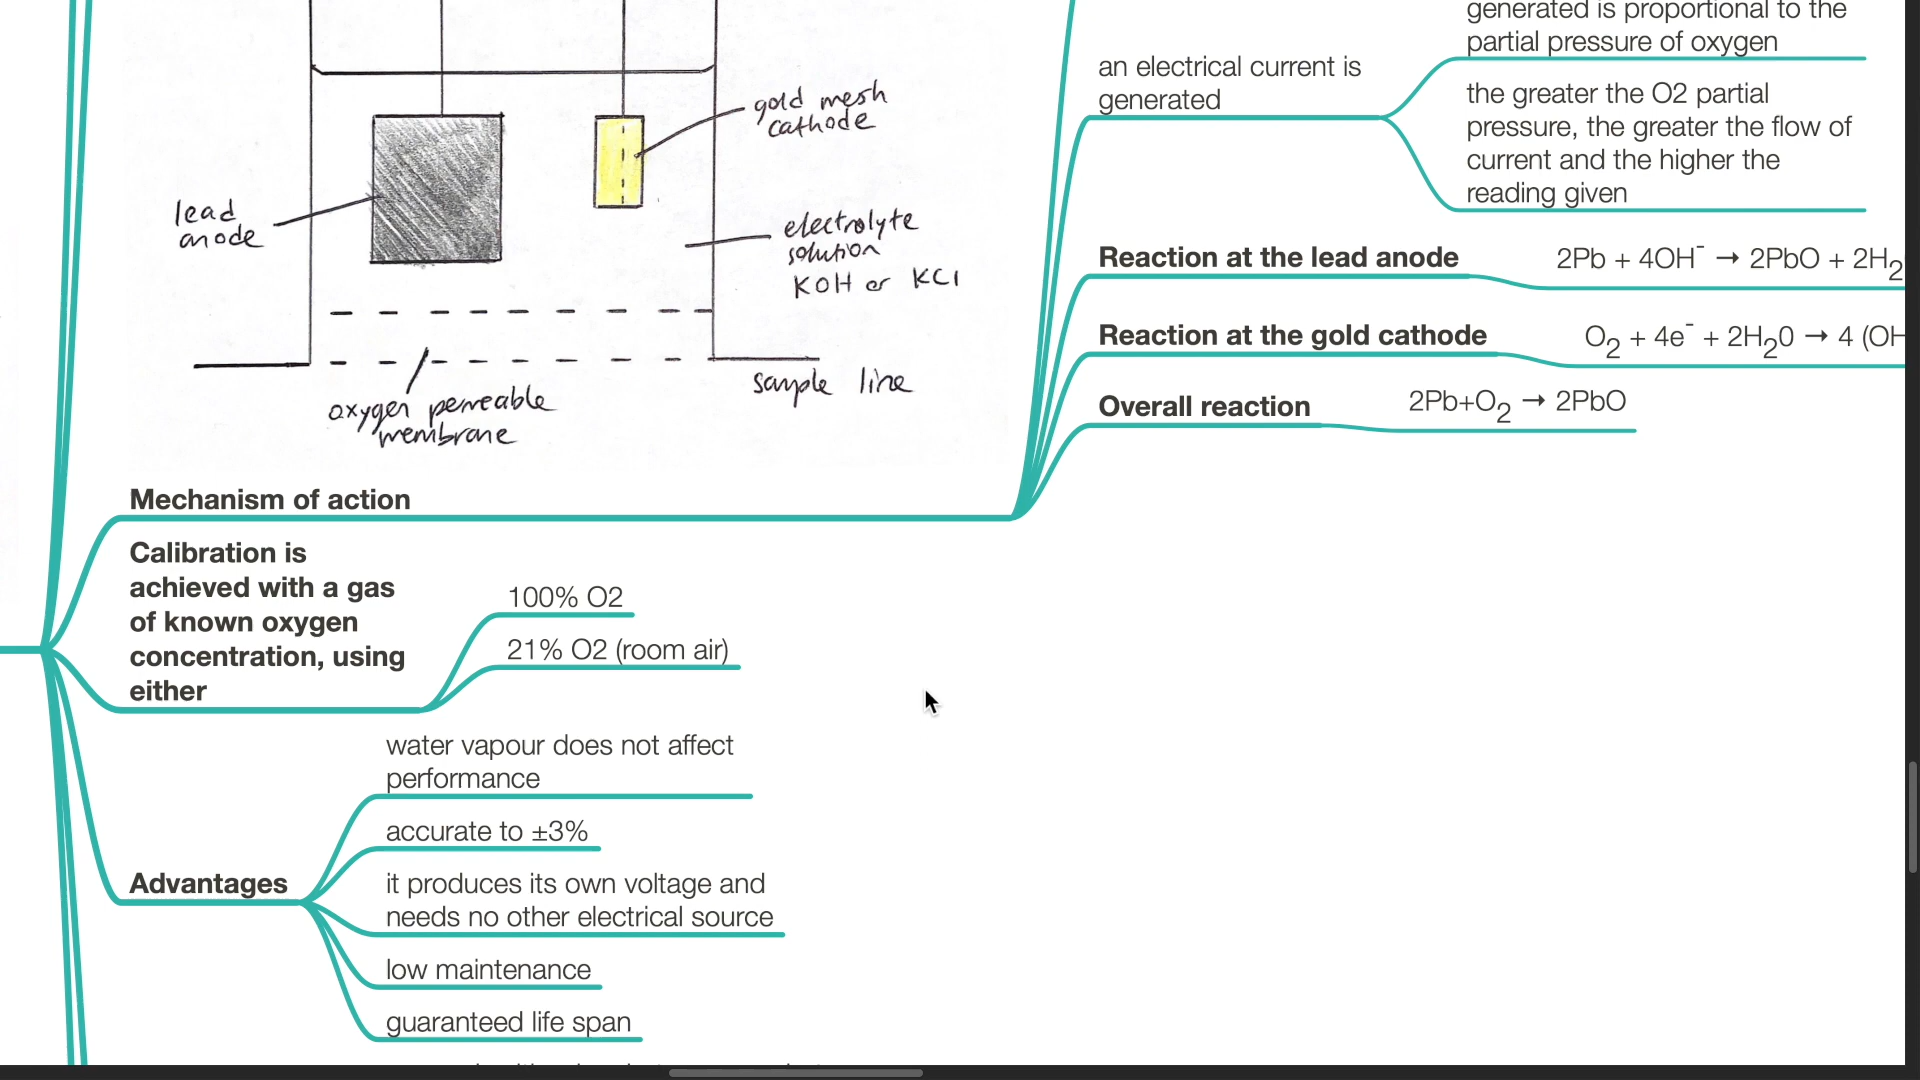 generated is proportional to the
partial pressure of oxygen
an electrical current is
generated
the greater the O2 partial
pressure, the greater the flow of
current and the higher the
reading given
Reaction at the lead anode
2Pb + 4OH⁻ → 2PbO + 2H₂
Reaction at the gold cathode
O₂ + 4e⁻ + 2H₂0 → 4 (OH
Overall reaction
2Pb+O₂ → 2PbO
gold mesh
cathode
lead
anode
electrolyte
solution
KOH or KCl
oxygen permeable
membrane
sample line
Mechanism of action
Calibration is
achieved with a gas
of known oxygen
concentration, using
either
100% O2
21% O2 (room air)
Advantages
water vapour does not affect
performance
accurate to ±3%
it produces its own voltage and
needs no other electrical source
low maintenance
guaranteed life span